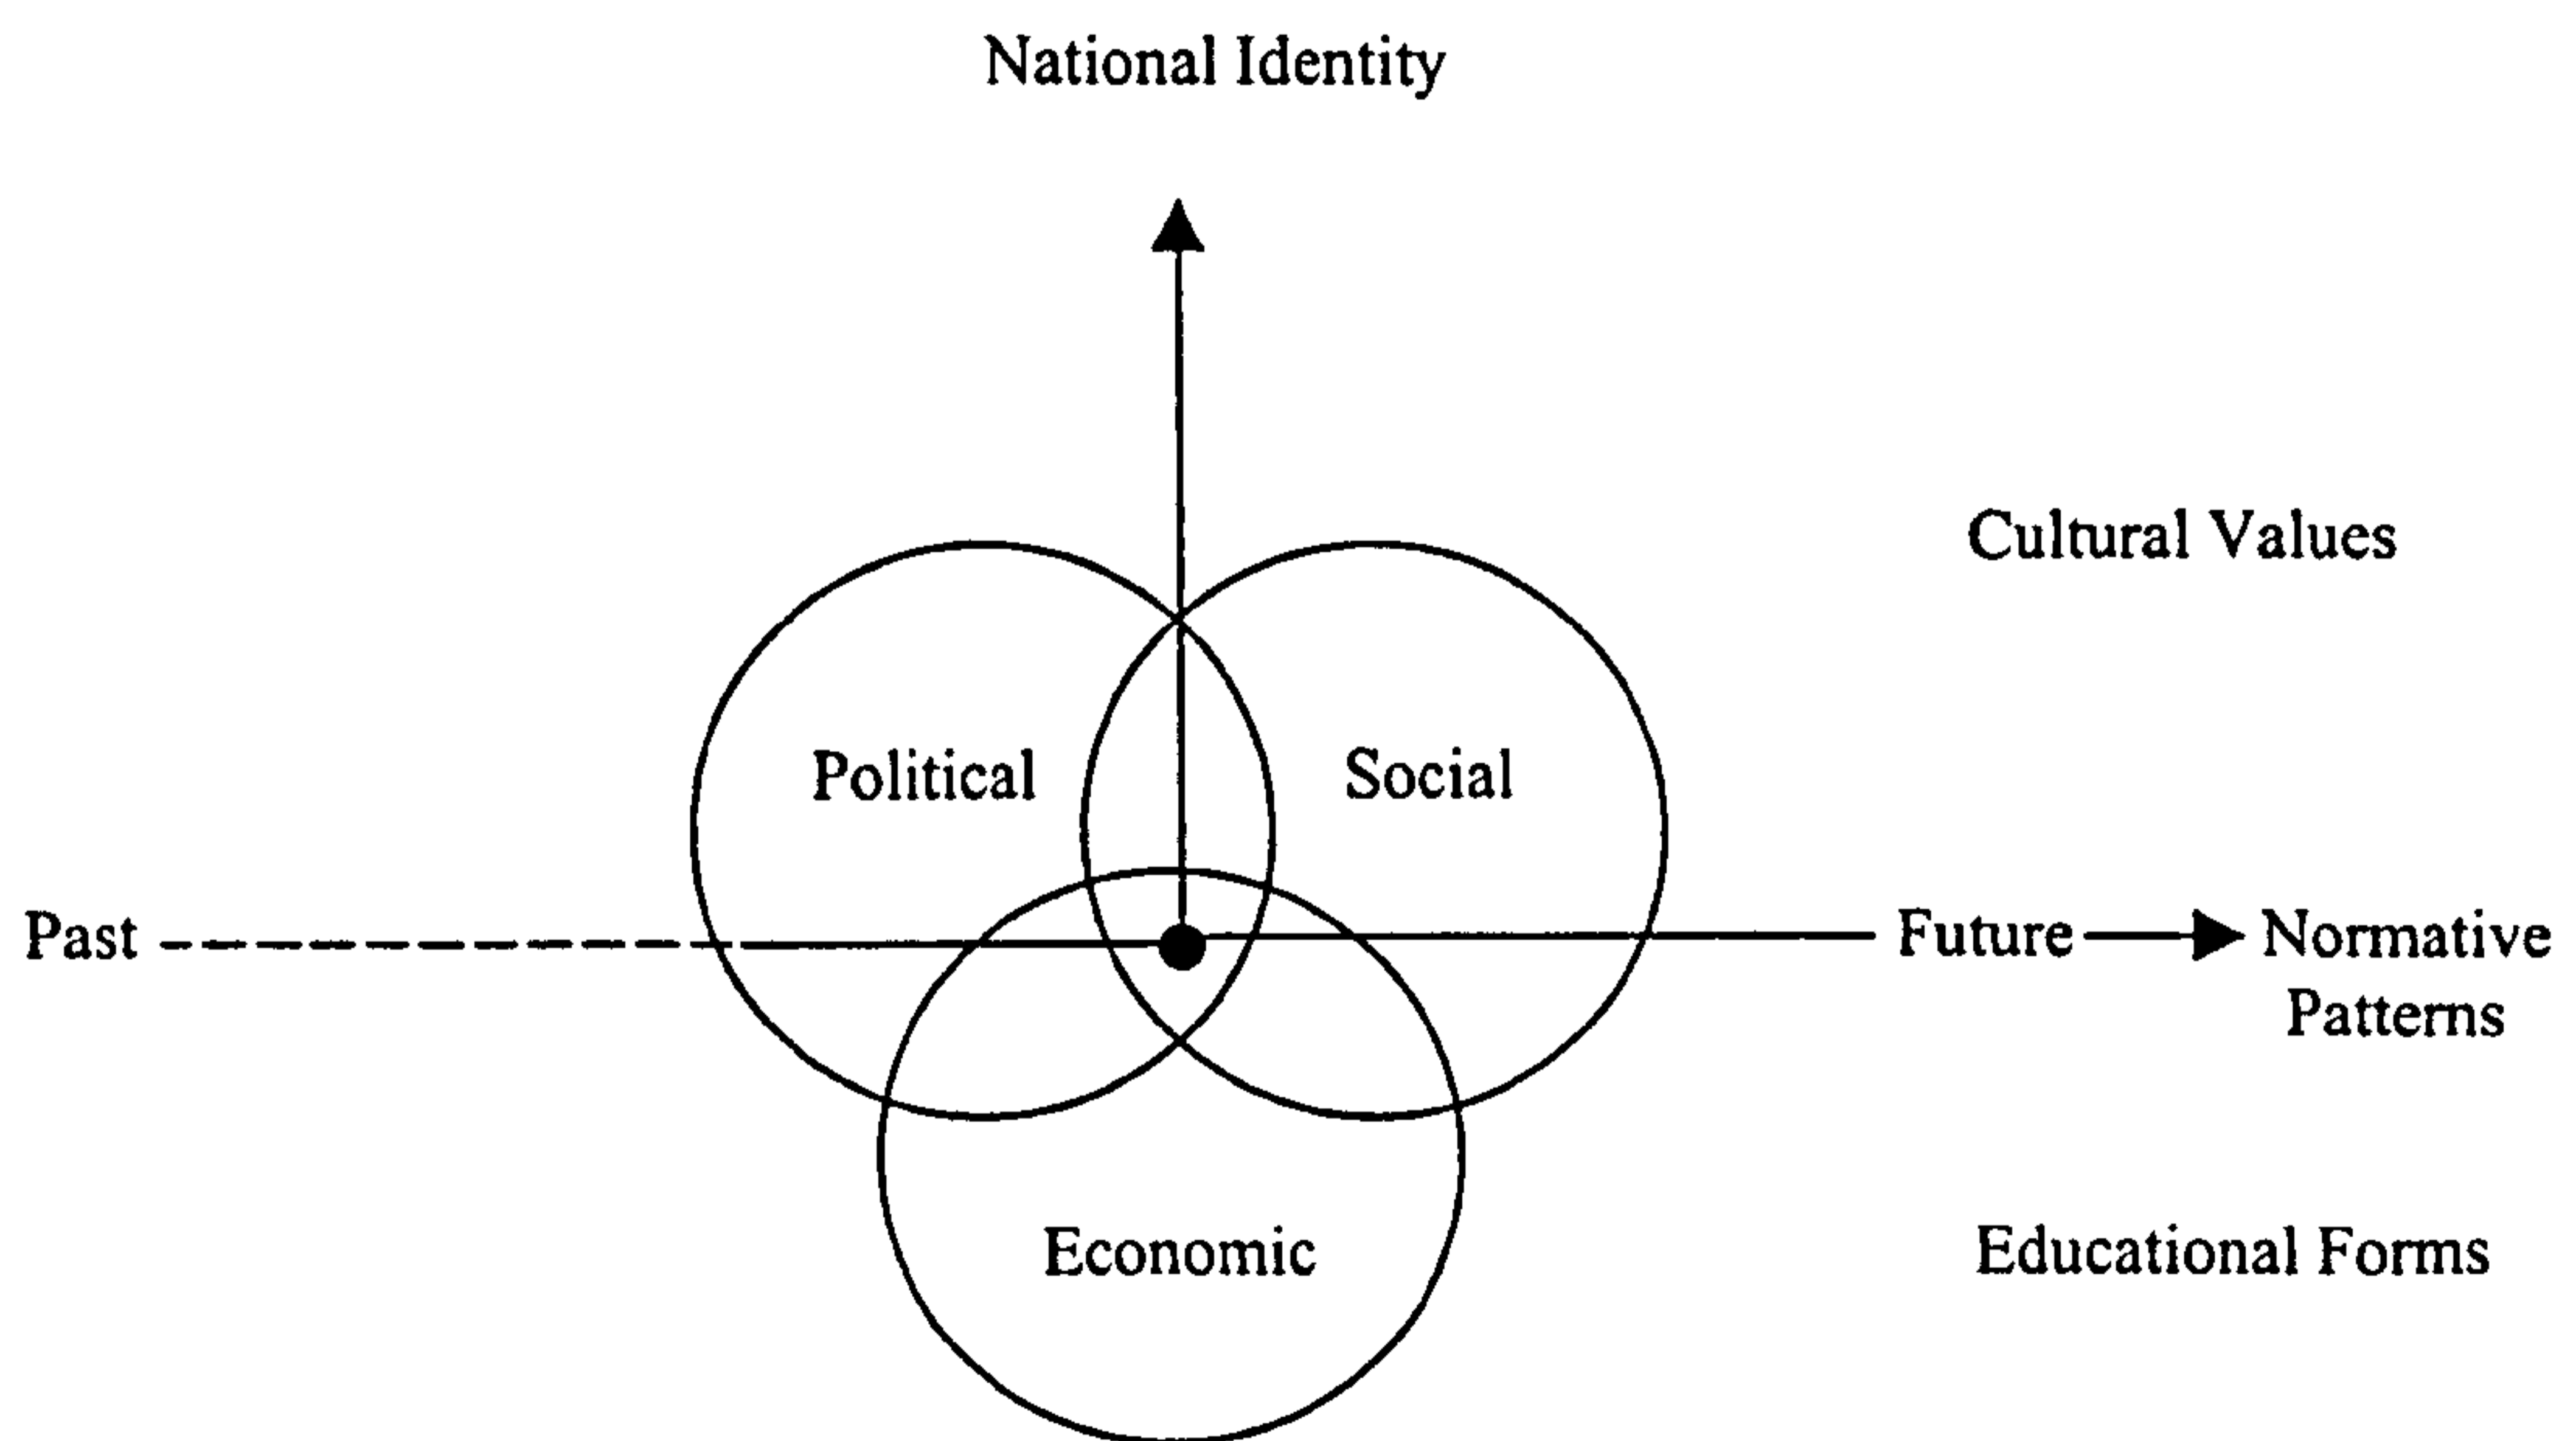 National Identity
Cultural Values
Political
Social
Past
Future
Normative
Patterns
Economic
Educational Forms